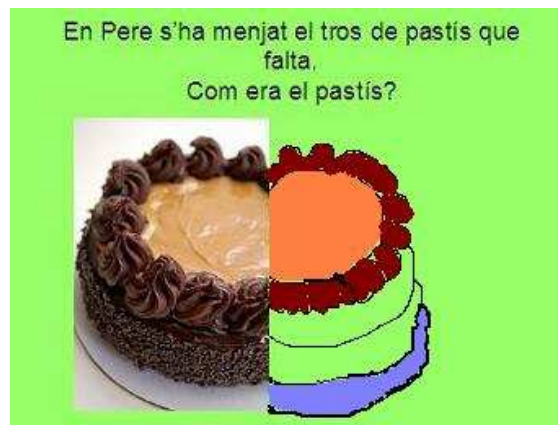 En Pere s'ha menjat el tros de pastís que
falta.
Com era el pastís?